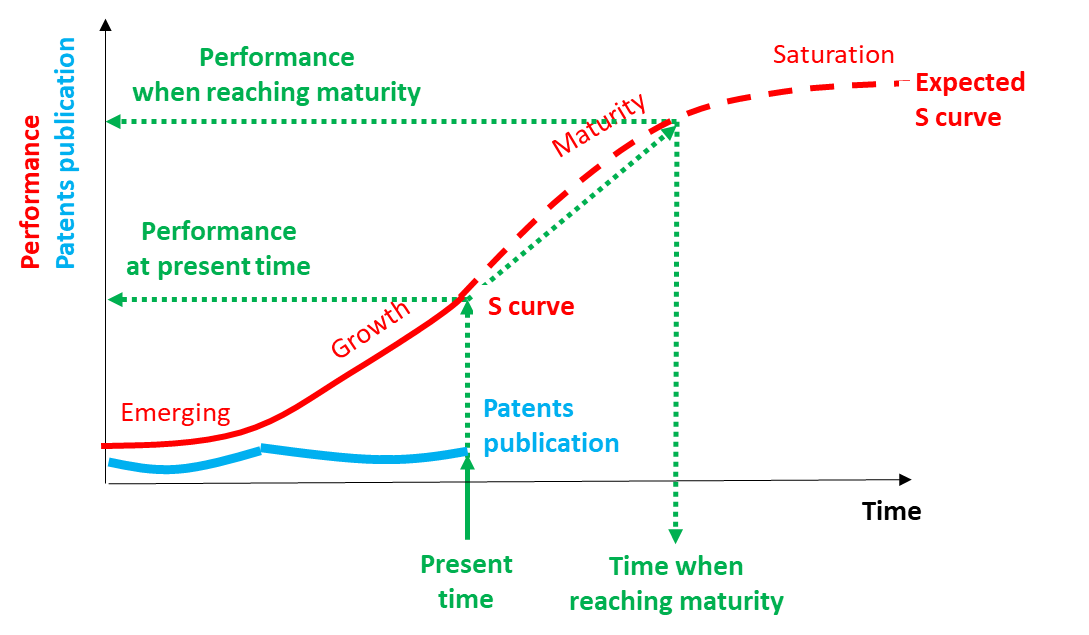 Saturation
Performance
when reaching maturity
Expected
S curve
Maturity
Performance
Patents publication
Performance
at present time
S curve
Growth
Emerging
Patents
publication
Time
Present
time
Time when
reaching maturity